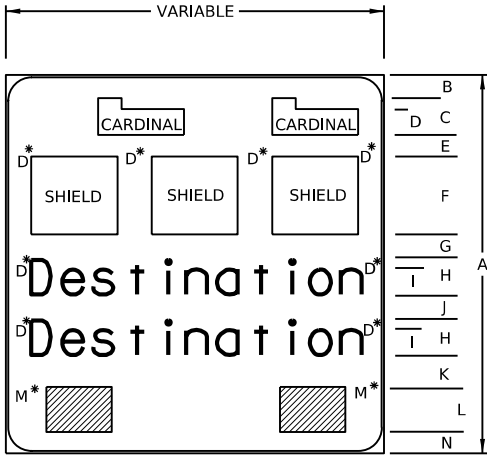 VARIABLE
B
CARDINAL CARDINAL D C
E
D* D* D* D*
SHIELD SHIELD SHIELD F
A
G
D* Destination D* I H
J
D* Destination D* I H
K
M* M*
L
N